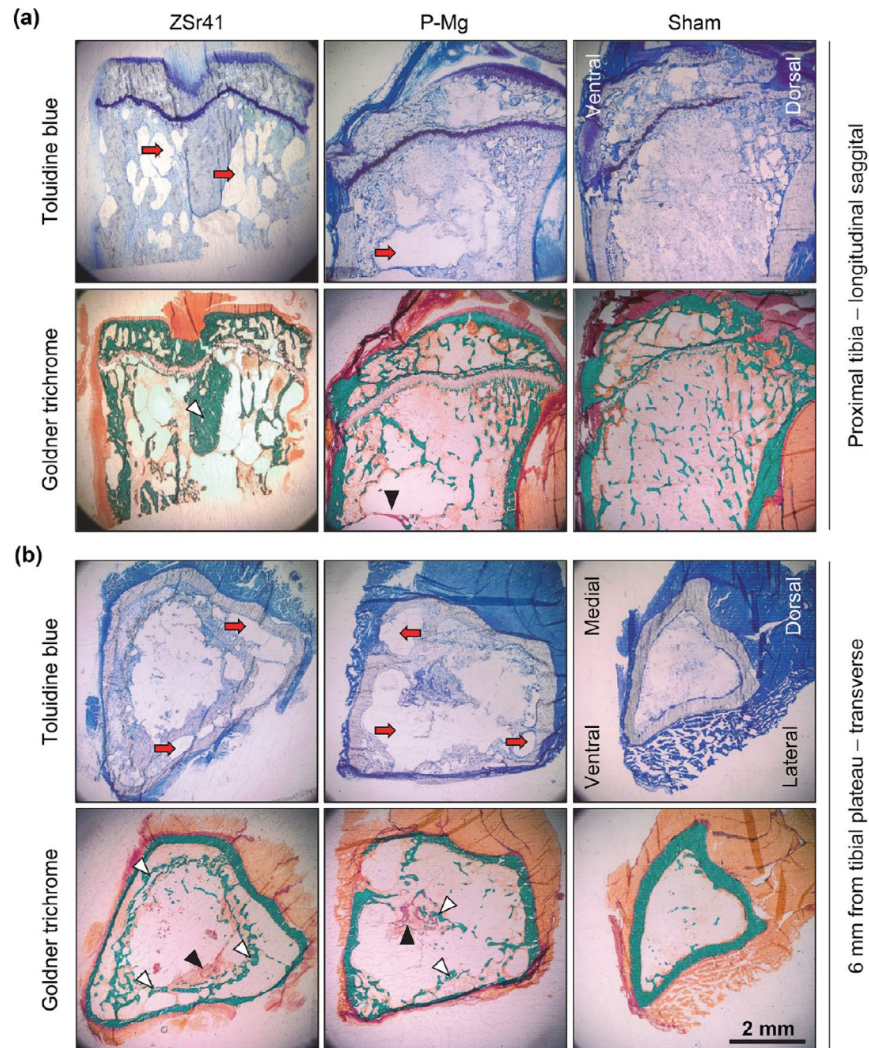 (a)
ZSr41
P-Mg
Sham
Toluidine blue
Ventral
Dorsal
Goldner trichrome
Proximal tibia – longitudinal saggital
(b)
Toluidine blue
Medial
Dorsal
Ventral
Lateral
Goldner trichrome
2 mm
6 mm from tibial plateau – transverse